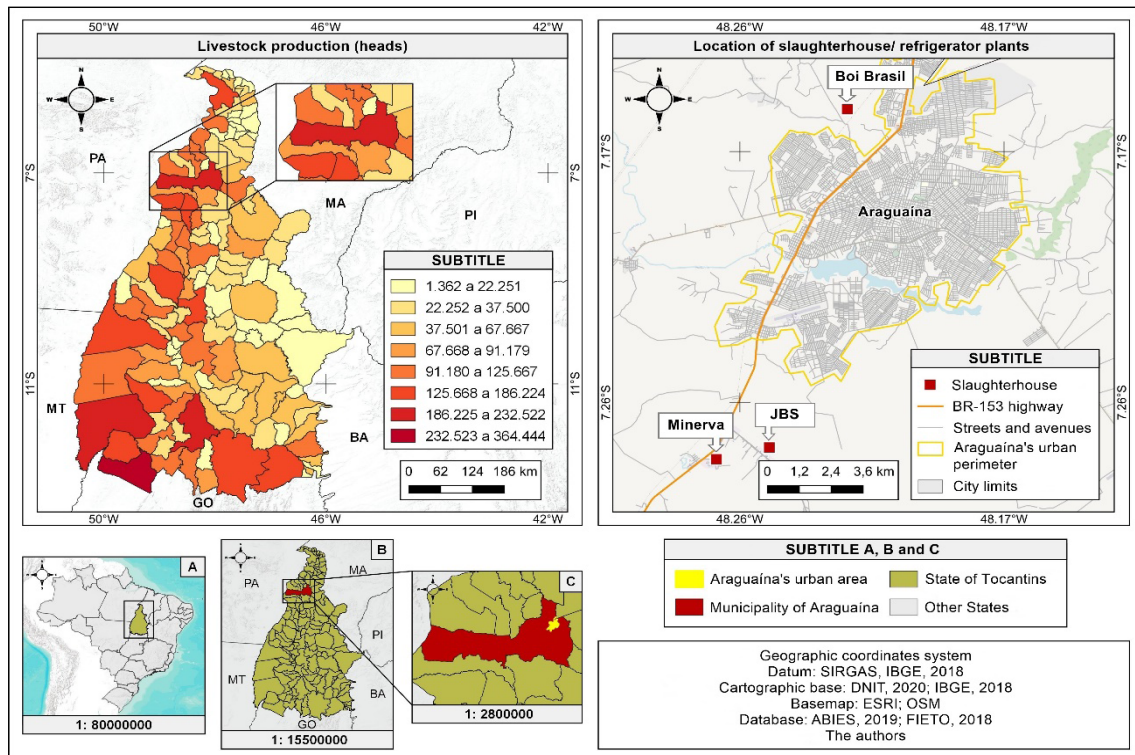 50°W
46°W
42°W
Livestock production (heads)
N
W
E
S
PA
7°S
7°S
MA
PI
SUBTITLE
1.362 a 22.251
22.252 a 37.500
37.501 a 67.667
67.668 a 91.179
91.180 a 125.667
125.668 a 186.224
186.225 a 232.522
232.523 a 364.444
11°S
11°S
MT
BA
0 62 124 186 km
GO
50°W
46°W
42°W
48.26°W
48.17°W
Location of slaughterhouse/ refrigerator plants
N
W
E
S
Boi Brasil
7.17°S
7.17°S
Araguaína
SUBTITLE
Slaughterhouse
BR-153 highway
Streets and avenues
Araguaína's urban
perimeter
City limits
7.26°S
7.26°S
Minerva
JBS
0 1,2 2,4 3,6 km
48.26°W
48.17°W
A
1: 80000000
B
PA
MA
PI
MT
BA
GO
1: 15500000
C
1: 2800000
SUBTITLE A, B and C
Araguaína's urban area
State of Tocantins
Municipality of Araguaína
Other States
Geographic coordinates system
Datum: SIRGAS, IBGE, 2018
Cartographic base: DNIT, 2020; IBGE, 2018
Basemap: ESRI; OSM
Database: ABIES, 2019; FIETO, 2018
The authors